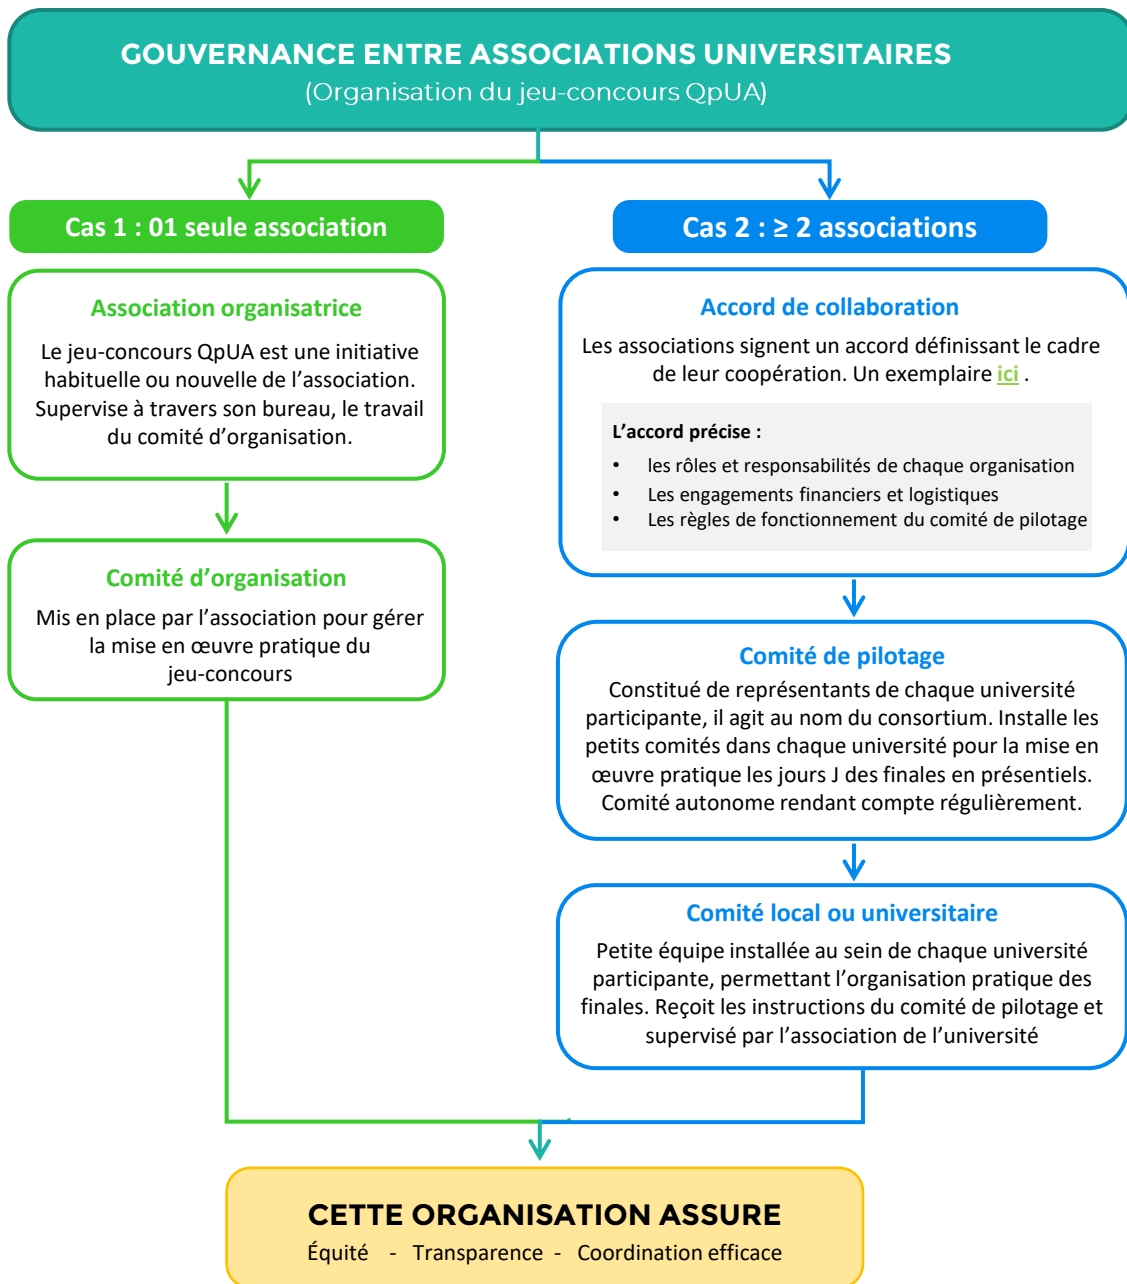 GOUVERNANCE ENTRE ASSOCIATIONS UNIVERSITAIRES
(Organisation du jeu-concours QpUA)
Cas 1 : 01 seule association
Association organisatrice
Le jeu-concours QpUA est une initiative
habituelle ou nouvelle de l’association.
Supervise à travers son bureau, le travail
du comité d’organisation.
Comité d’organisation
Mis en place par l’association pour gérer
la mise en œuvre pratique du
jeu-concours
Cas 2 : ≥ 2 associations
Accord de collaboration
Les associations signent un accord définissant le cadre
de leur coopération. Un exemplaire ici .
L’accord précise :
• les rôles et responsabilités de chaque organisation
• Les engagements financiers et logistiques
• Les règles de fonctionnement du comité de pilotage
Comité de pilotage
Constitué de représentants de chaque université
participante, il agit au nom du consortium. Installe les
petits comités dans chaque université pour la mise en
œuvre pratique les jours J des finales en présentiels.
Comité autonome rendant compte régulièrement.
Comité local ou universitaire
Petite équipe installée au sein de chaque université
participante, permettant l’organisation pratique des
finales. Reçoit les instructions du comité de pilotage et
supervisé par l’association de l’université
CETTE ORGANISATION ASSURE
Équité - Transparence - Coordination efficace